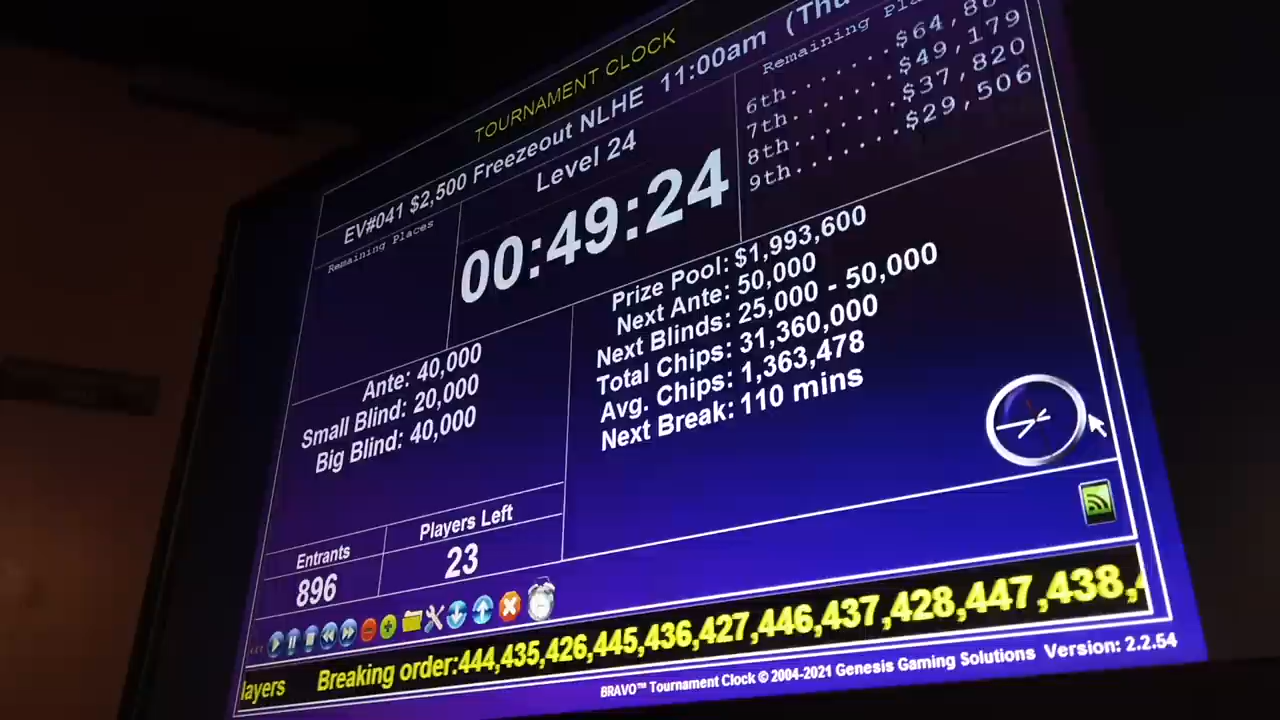 TOURNAMENT CLOCK
EV#041 $2,500 Freezeout NLHE 11:00am (Thu
Remaining Places
Level 24
00:49:24
Remaining
6th.......$64,8
7th.......$49,179
8th.......$37,820
9th.......$29,506
Prize Pool: $1,993,600
Next Ante: 50,000
Next Blinds: 25,000 - 50,000
Total Chips: 31,360,000
Avg. Chips: 1,363,478
Next Break: 110 mins
Ante: 40,000
Small Blind: 20,000
Big Blind: 40,000
Entrants
896
Players Left
23
layers Breaking order:444,435,426,445,436,427,446,437,428,447,438,
BRAVO™ Tournament Clock © 2004-2021 Genesis Gaming Solutions Version: 2.2.54